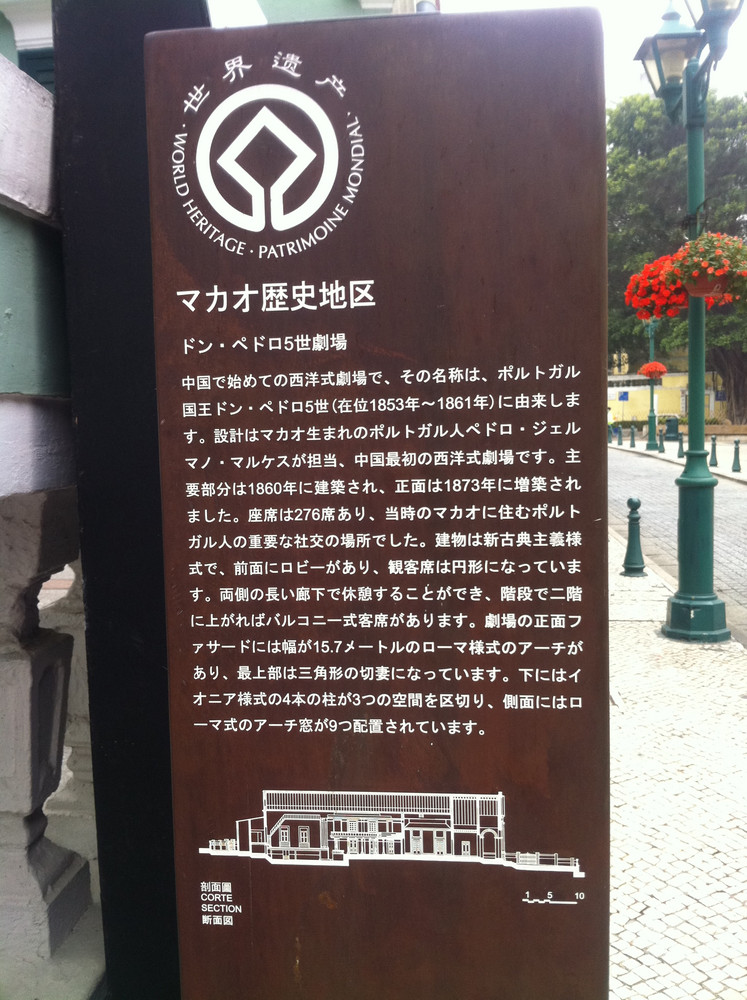 世界遗产
· WORLD HERITAGE · PATRIMOINE MONDIAL ·
マカオ歴史地区
ドン・ペドロ5世劇場
中国で始めての西洋式劇場で、その名称は、ポルトガル
国王ドン・ペドロ5世(在位1853年〜1861年)に由来しま
す。設計はマカオ生まれのポルトガル人ペドロ・ジェル
マノ・マルケスが担当、中国最初の西洋式劇場です。主
要部分は1860年に建築され、正面は1873年に増築され
ました。座席は276席あり、当時のマカオに住むポルト
ガル人の重要な社交の場所でした。建物は新古典主義様
式で、前面にロビーがあり、観客席は円形になっていま
す。両側の長い廊下で休憩することができ、階段で二階
に上がればバルコニー式客席があります。劇場の正面フ
ァサードには幅が15.7メートルのローマ様式のアーチが
あり、最上部は三角形の切妻になっています。下にはイ
オニア様式の4本の柱が3つの空間を区切り、側面にはロ
ーマ式のアーチ窓が9つ配置されています。
剖面圖
CORTE
SECTION
断面図
1 5 10